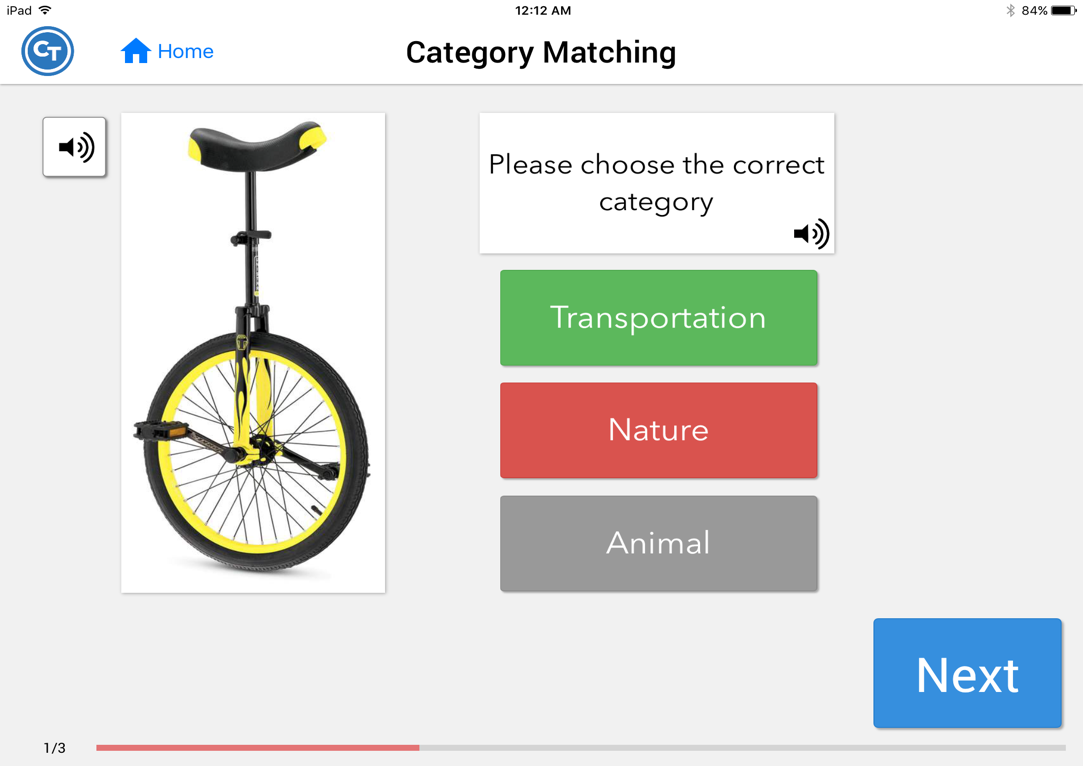 iPad 12:12 AM 84%
CT Home Category Matching
Please choose the correct
category
Transportation
Nature
Animal
Next
1/3